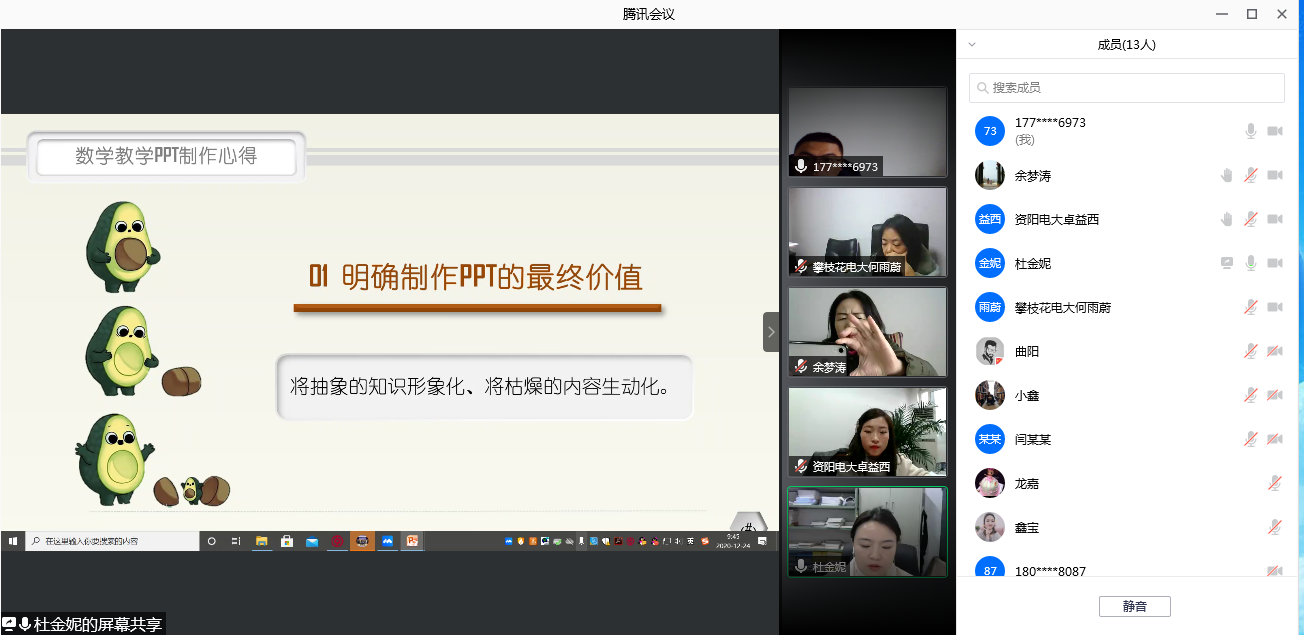 腾讯会议
数学教学PPT制作心得
01 明确制作PPT的最终价值
将抽象的知识形象化、将枯燥的内容生动化。
(#)
在这里输入你要搜索的内容
英
9:45
2020-12-24
杜金妮的屏幕共享
177****6973
攀枝花电大何雨蔚
余梦涛
资阳电大卓益西
杜金妮
成员(13人)
搜索成员
73
177****6973
(我)
余梦涛
益西
资阳电大卓益西
金妮
杜金妮
雨蔚
攀枝花电大何雨蔚
曲阳
小鑫
某某
闫某某
龙嘉
鑫宝
87
180****8087
静音